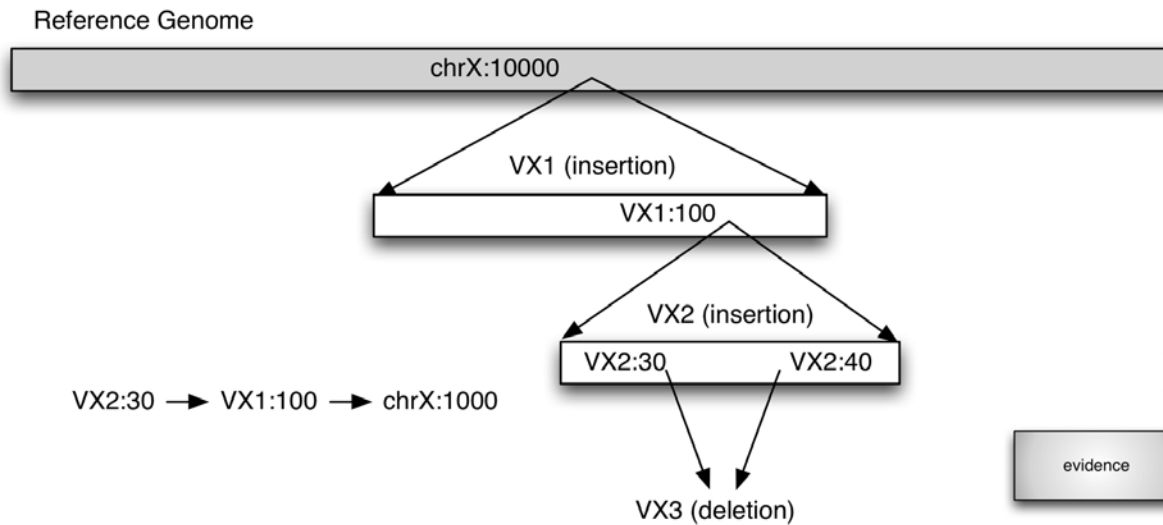 Reference Genome
chrX:10000
VX1 (insertion)
VX1:100
VX2 (insertion)
VX2:30 VX2:40
VX2:30 → VX1:100 → chrX:1000
evidence
VX3 (deletion)